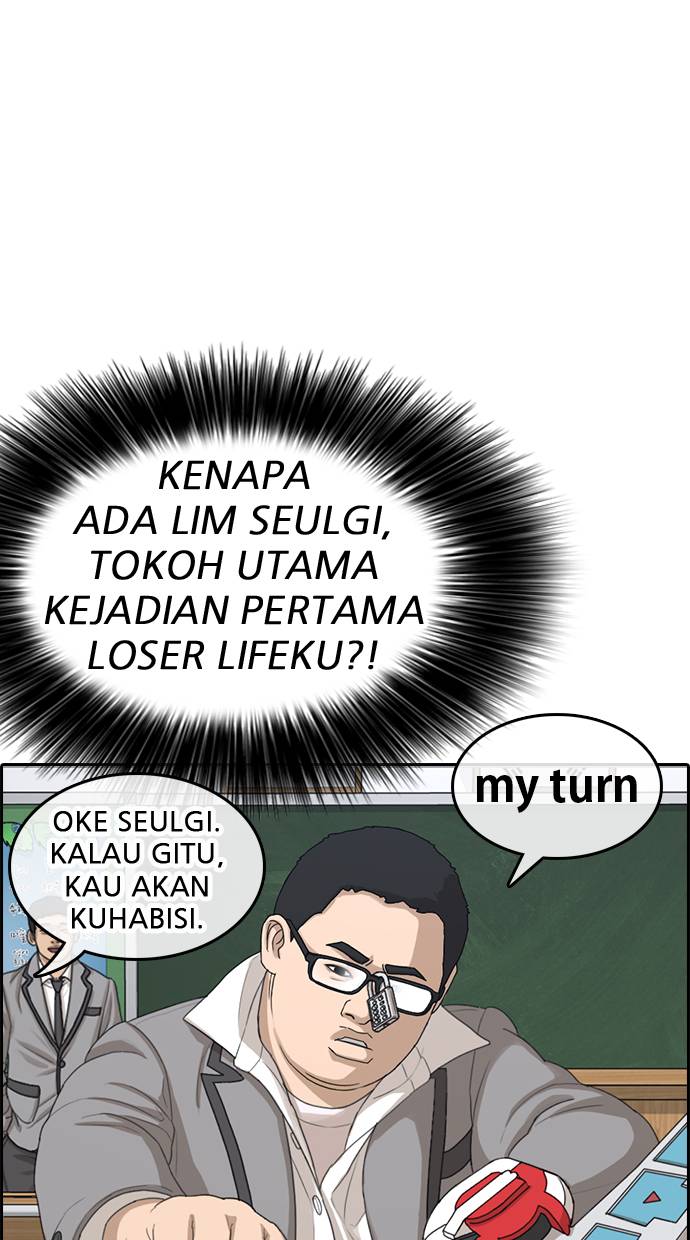 KENAPA
ADA LIM SEULGI,
TOKOH UTAMA
KEJADIAN PERTAMA
LOSER LIFEKU?!
my turn
OKE SEULGI.
KALAU GITU,
KAU AKAN
KUHABISI.